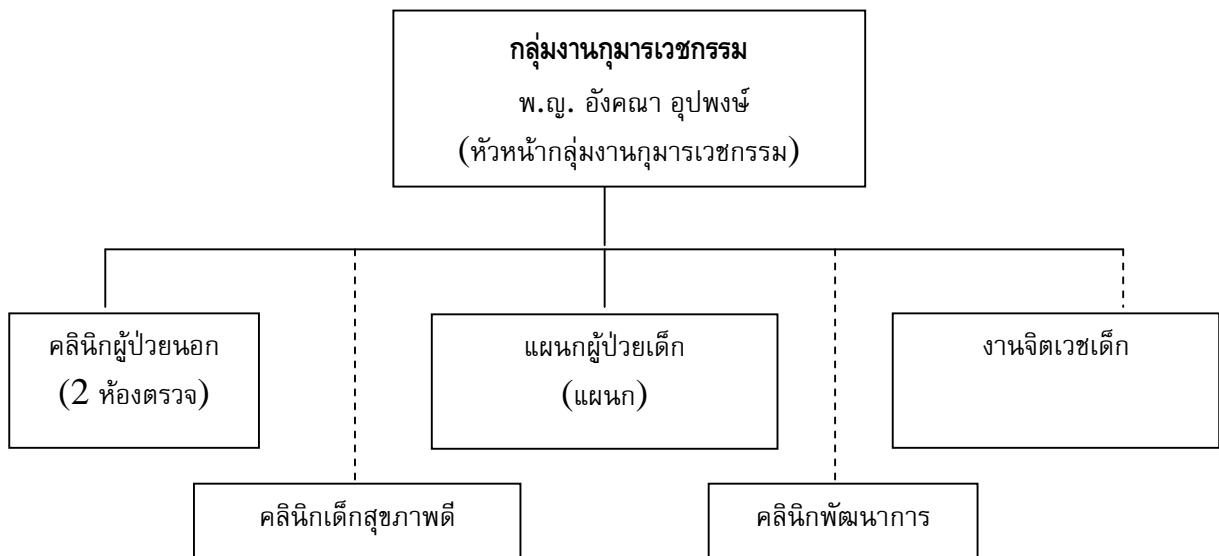 กลุ่มงานกุมารเวชกรรม
พ.ญ. อังคณา อุปพงษ์
(หัวหน้ากลุ่มงานกุมารเวชกรรม)
คลินิกผู้ป่วยนอก
(2 ห้องตรวจ)
แผนกผู้ป่วยเด็ก
(แผนก)
งานจิตเวชเด็ก
คลินิกเด็กสุขภาพดี
คลินิกพัฒนาการ